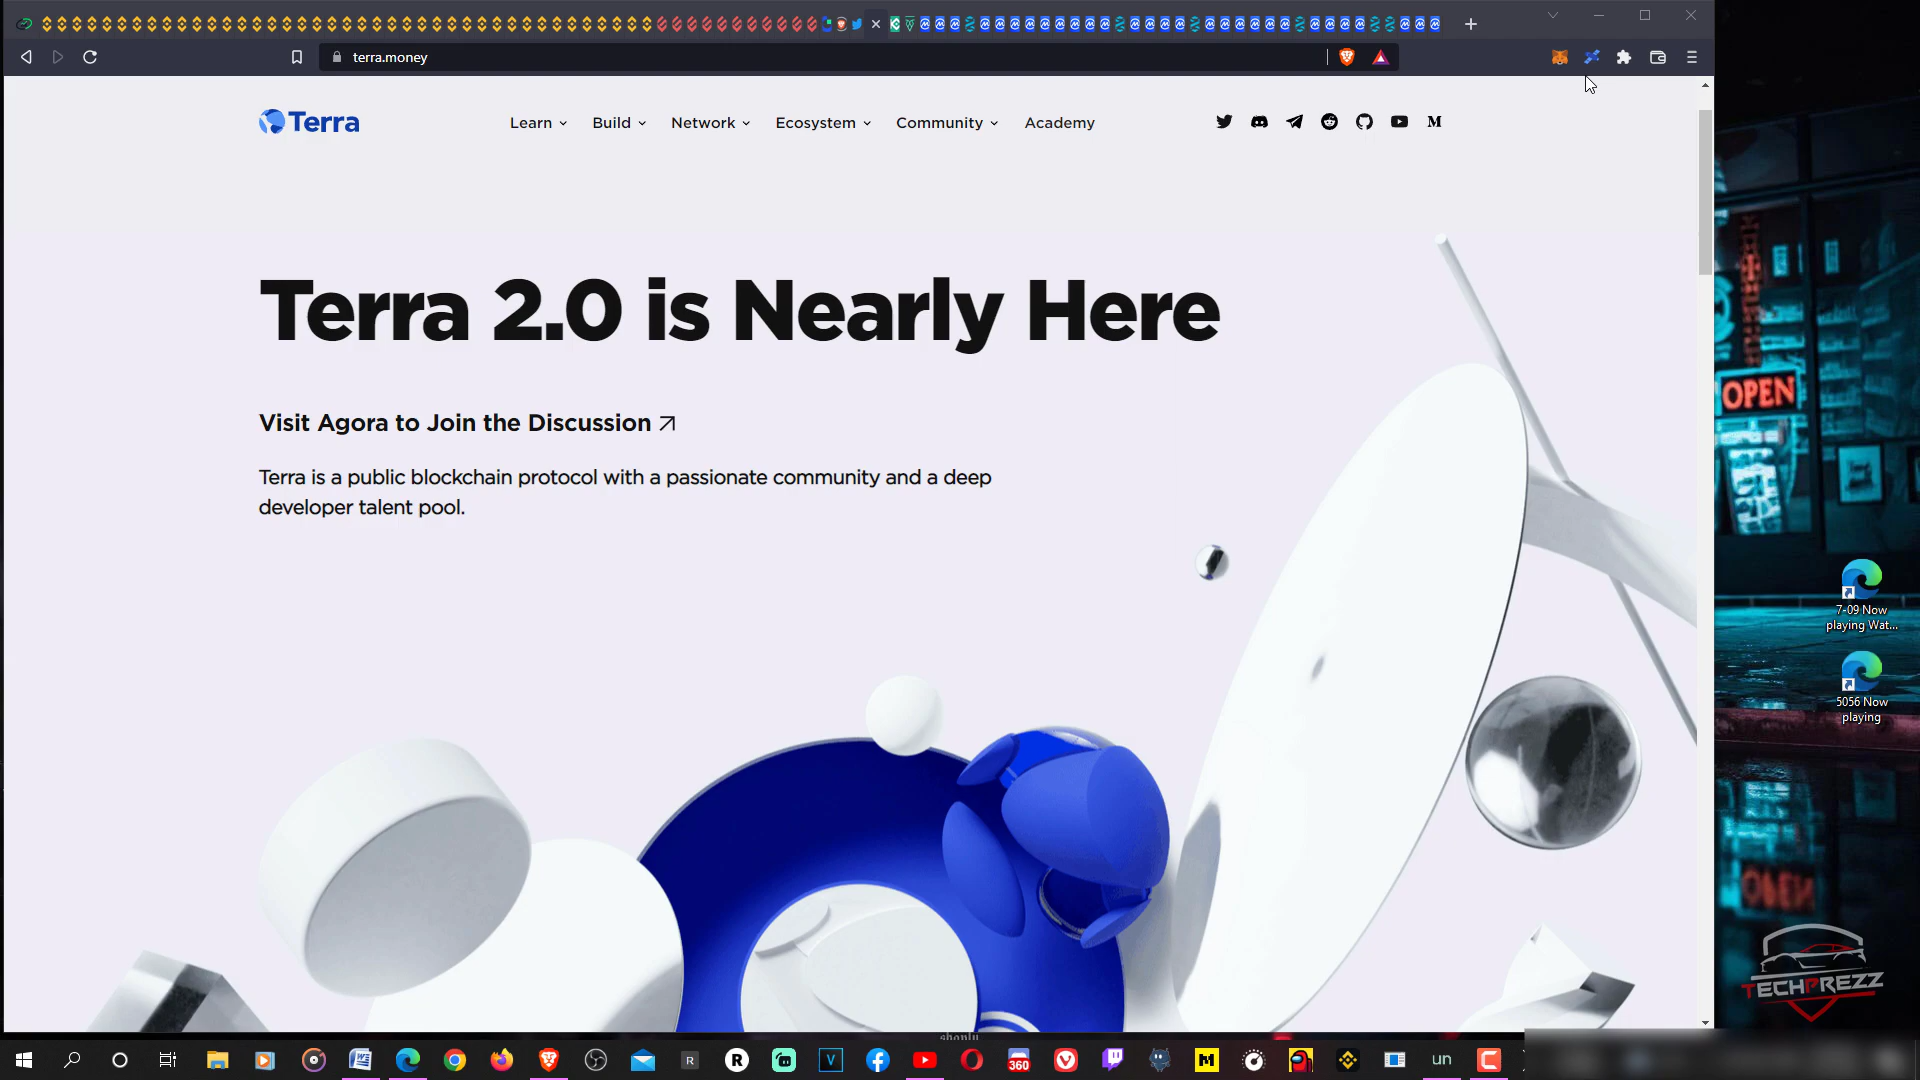 terra.money
Terra
Learn
Build
Network
Ecosystem
Community
Academy
M
Terra 2.0 is Nearly Here
Visit Agora to Join the Discussion
Terra is a public blockchain protocol with a passionate community and a deep
developer talent pool.
OPEN
7-09 Now
playing Wat...
5056 Now
playing
TECHPREZZ
R
R
V
360
M
un